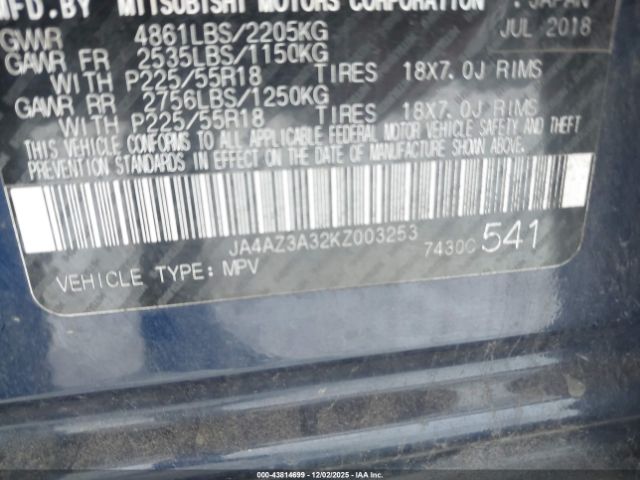 MFD.BY MITSUBISHI MOTORS CORPORATION : JAPAN
GVWR 4861LBS/2205KG JUL 2018
GAWR FR 2535LBS/1150KG
WITH P225/55R18 TIRES 18X7.0J RIMS
GAWR RR 2756LBS/1250KG
WITH P225/55R18 TIRES 18X7.0J RIMS
THIS VEHICLE CONFORMS TO ALL APPLICABLE FEDERAL MOTOR VEHICLE SAFETY AND THEFT
PREVENTION STANDARDS IN EFFECT ON THE DATE OF MANUFACTURE SHOWN ABOVE.
JA4AZ3A32KZ003253 7430C 541
VEHICLE TYPE: MPV
000-43814699 - 12/02/2025 - IAAI.com